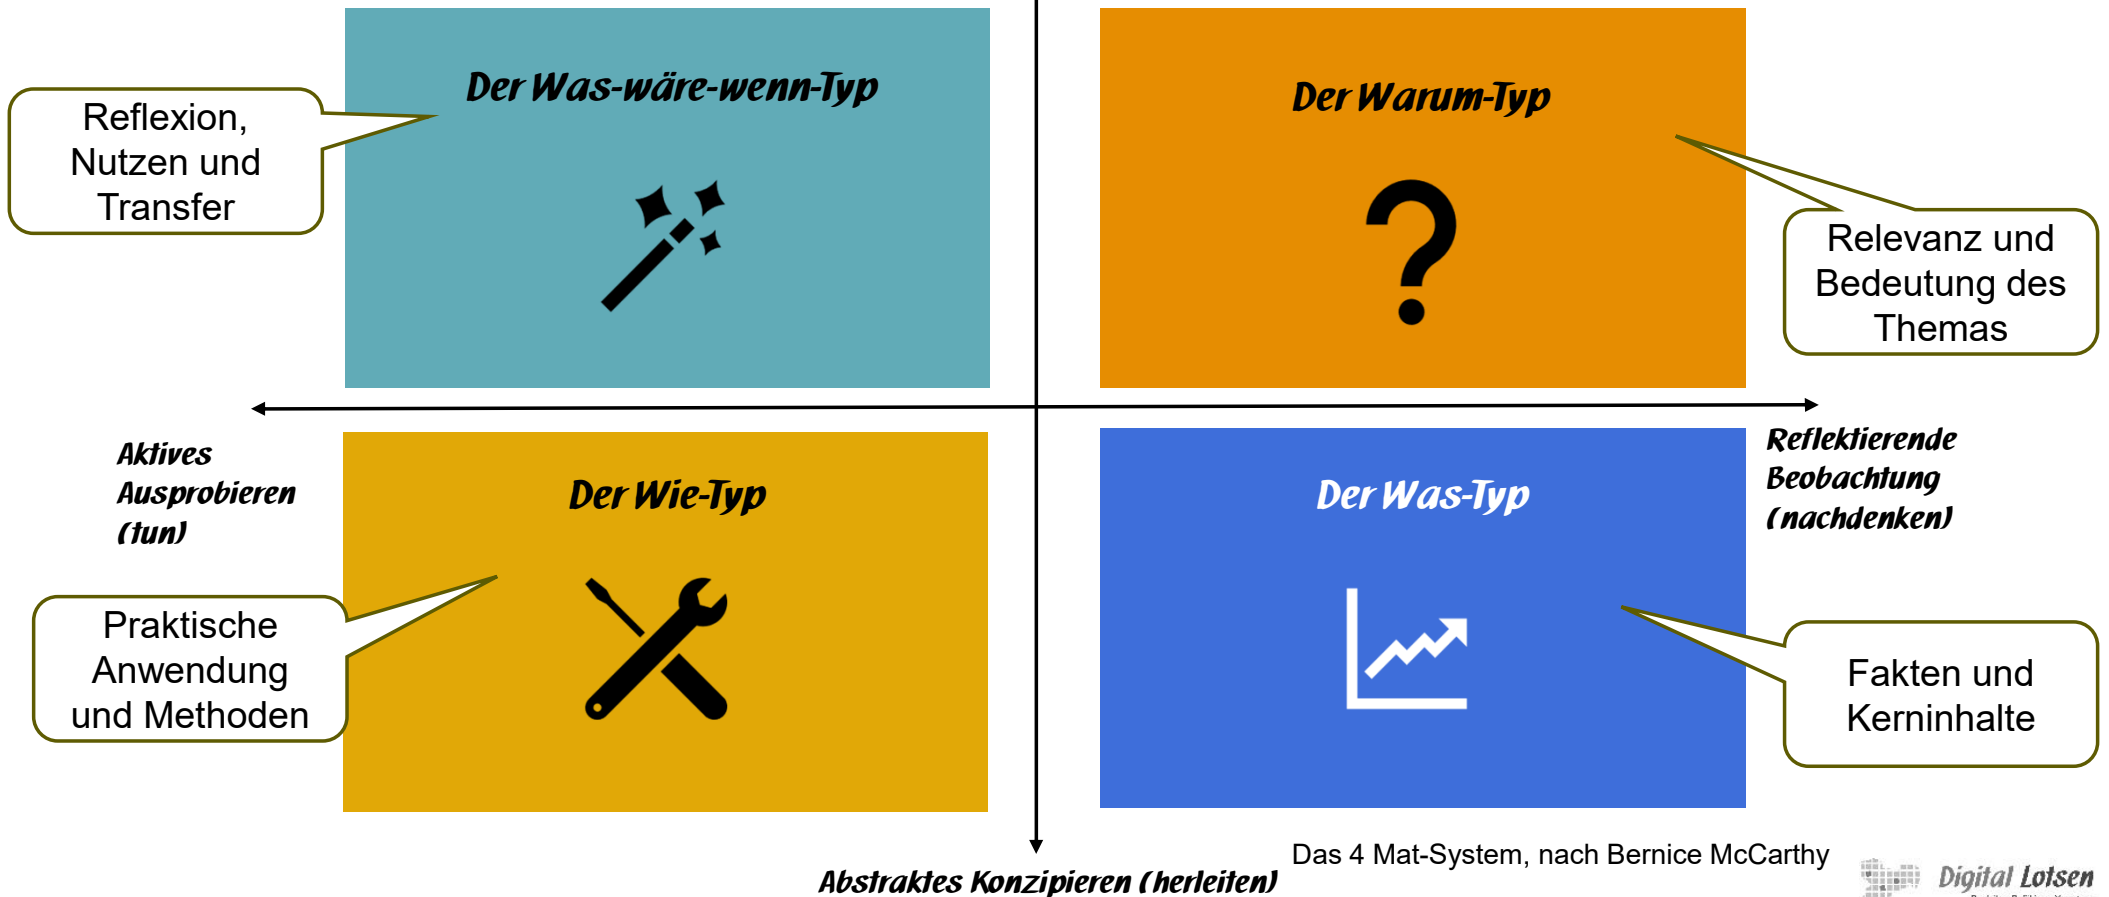 Der Was-wäre-wenn-Typ
Der Warum-Typ
Reflexion,
Nutzen und
Transfer
Relevanz und
Bedeutung des
Themas
Aktives
Ausprobieren
(tun)
Reflektierende
Beobachtung
(nachdenken)
Der Wie-Typ
Der Was-Typ
Praktische
Anwendung
und Methoden
Fakten und
Kerninhalte
Das 4 Mat-System, nach Bernice McCarthy
Abstraktes Konzipieren (herleiten)
Digital Lotsen